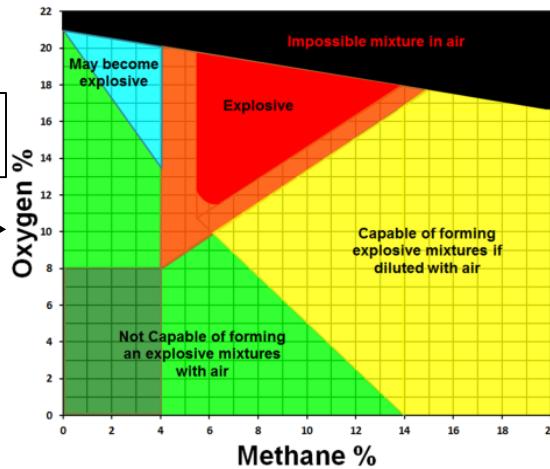 22
20
18
16
14
12
10
8
6
4
2
0
Oxygen %
Impossible mixture in air
May become
explosive
Explosive
Capable of forming
explosive mixtures if
diluted with air
Not Capable of forming
an explosive mixtures
with air
0 2 4 6 8 10 12 14 16 18 20
Methane %